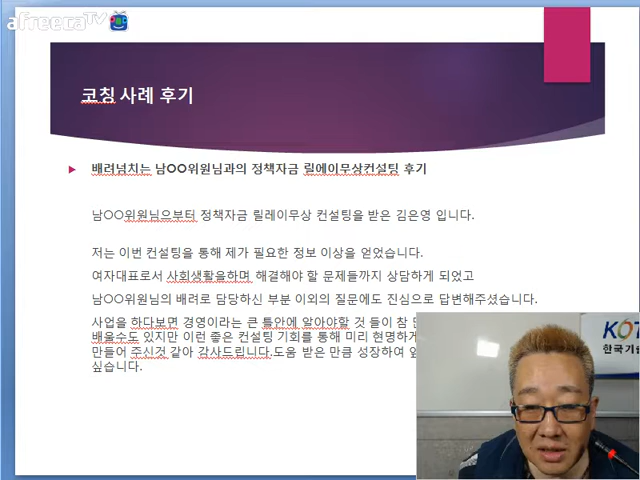 afreecaTV
코칭 사례 후기
배려넘치는 남OO위원님과의 정책자금 릴에이무상컨설팅 후기
남OO위원님으부터 정책자금 릴레이무상 컨설팅을 받은 김은영 입니다.
저는 이번 컨설팅을 통해 제가 필요한 정보 이상을 얻었습니다.
여자대표로서 사회생활을하며 해결해야 할 문제들까지 상담하게 되었고
남OO위원님의 배려로 담당하신 부분 이외의 질문에도 진심으로 답변해주셨습니다.
사업을 하다보면 경영이라는 큰 틀안에 알아야할 것 들이 참
배울수도 있지만 이런 좋은 컨설팅 기회를 통해 미리 현명하게
만들어 주신것 같아 감사드립니다.도움 받은 만큼 성장하여
싶습니다.
KOT
한국기술